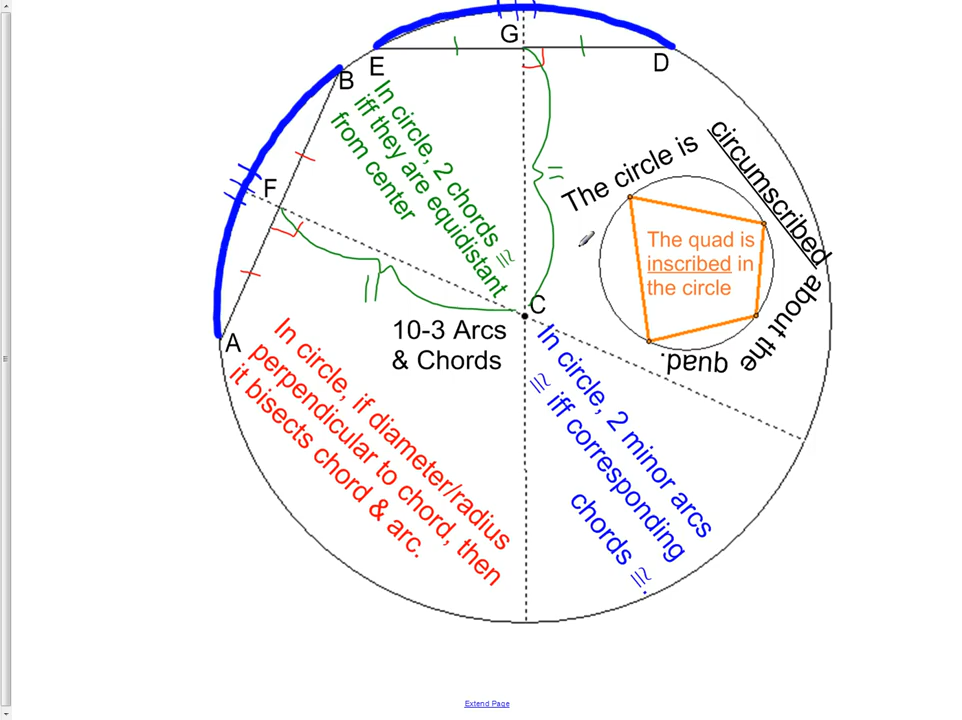 G
E
D
B
In circle, 2 chords ≅
iff they are equidistant
from center
F
The circle is
circumscribed
about the
quad.
The quad is
inscribed in
the circle
C
10-3 Arcs
& Chords
A
In circle, if diameter/radius
perpendicular to chord, then
it bisects chord & arc.
In circle, 2 minor arcs
≅ iff corresponding
chords ≅.
Extend Page